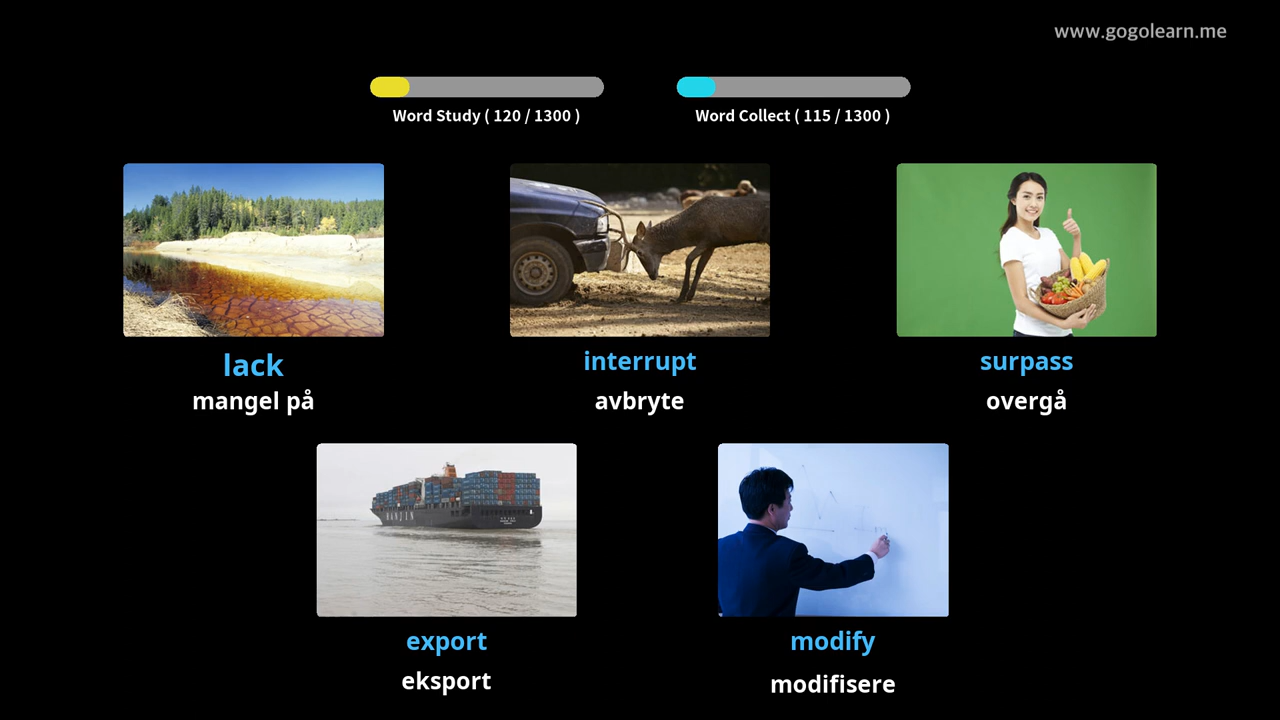 www.gogolearn.me
Word Study ( 120 / 1300 )
Word Collect ( 115 / 1300 )
lack
mangel på
interrupt
avbryte
surpass
overgå
HANJIN
export
eksport
modify
modifisere